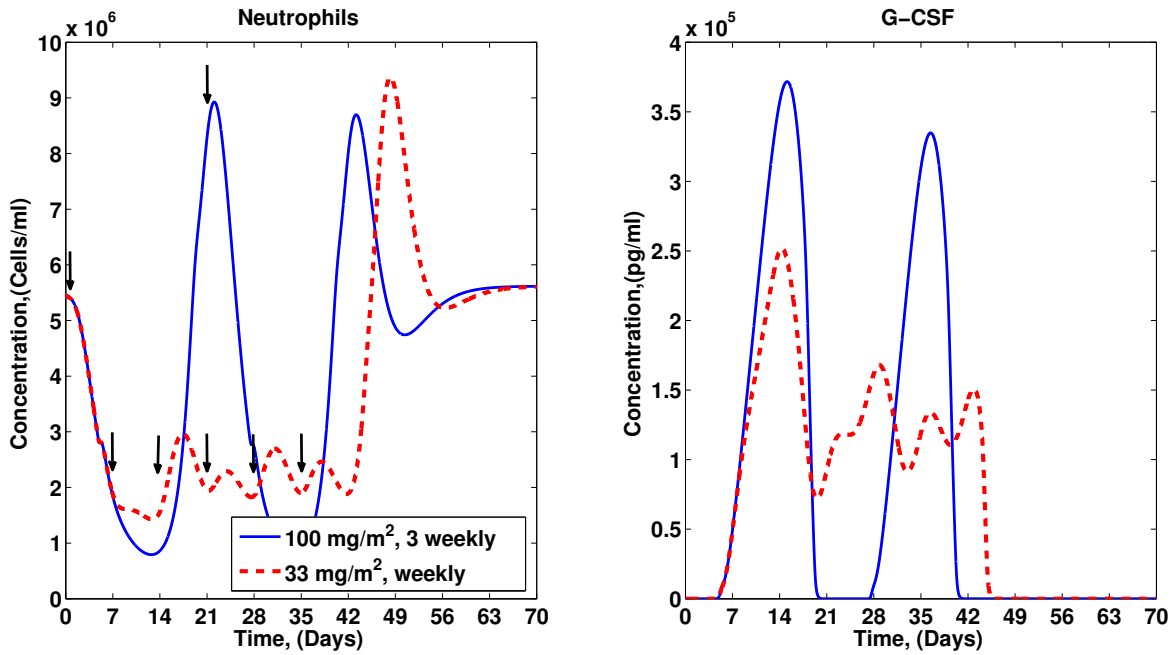 Neutrophils
x 10^6
10
9
8
7
6
5
4
3
2
1
0
Concentration,(Cells/ml)
0 7 14 21 28 35 42 49 56 63 70
Time, (Days)
100 mg/m², 3 weekly
33 mg/m², weekly
G-CSF
x 10^5
4
3.5
3
2.5
2
1.5
1
0.5
0
Concentration,(pg/ml)
0 7 14 21 28 35 42 49 56 63 70
Time, (Days)